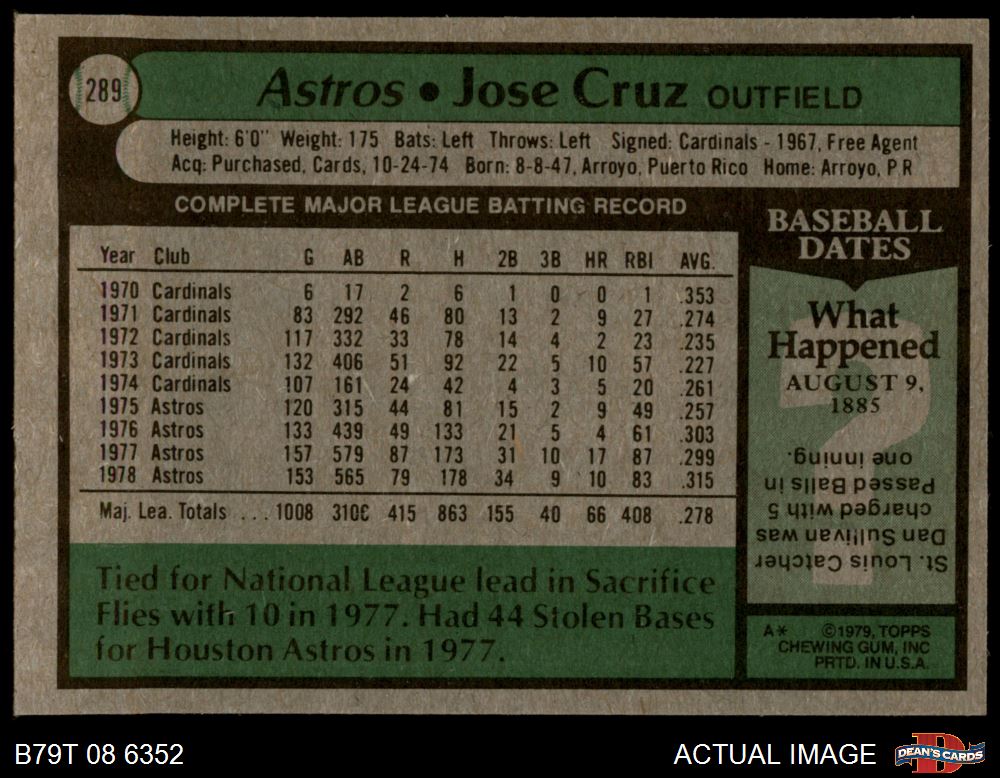 289
Astros • Jose Cruz OUTFIELD
Height: 6'0" Weight: 175 Bats: Left Throws: Left Signed: Cardinals - 1967, Free Agent
Acq: Purchased, Cards, 10-24-74 Born: 8-8-47, Arroyo, Puerto Rico Home: Arroyo, P R
COMPLETE MAJOR LEAGUE BATTING RECORD
Year Club G AB R H 2B 3B HR RBI AVG.
1970 Cardinals 6 17 2 6 1 0 0 1 .353
1971 Cardinals 83 292 46 80 13 2 9 27 .274
1972 Cardinals 117 332 33 78 14 4 2 23 .235
1973 Cardinals 132 406 51 92 22 5 10 57 .227
1974 Cardinals 107 161 24 42 4 3 5 20 .261
1975 Astros 120 315 44 81 15 2 9 49 .257
1976 Astros 133 439 49 133 21 5 4 61 .303
1977 Astros 157 579 87 173 31 10 17 87 .299
1978 Astros 153 565 79 178 34 9 10 83 .315
Maj. Lea. Totals ... 1008 3106 415 863 155 40 66 408 .278
Tied for National League lead in Sacrifice
Flies with 10 in 1977. Had 44 Stolen Bases
for Houston Astros in 1977.
BASEBALL
DATES
What
Happened
AUGUST 9,
1885
?
St. Louis Catcher
Dan Sullivan was
charged with 5
Passed Balls in
one inning.
A* ©1979, TOPPS
CHEWING GUM, INC
PRTD. IN U.S.A.
B79T 08 6352
ACTUAL IMAGE
D
DEAN'S CARDS